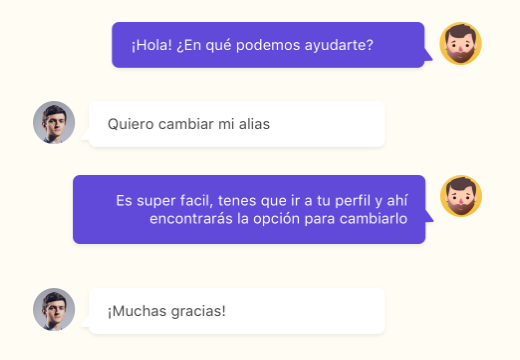 ¡Hola! ¿En qué podemos ayudarte?
Quiero cambiar mi alias
Es super facil, tenes que ir a tu perfil y ahí
encontrarás la opción para cambiarlo
¡Muchas gracias!